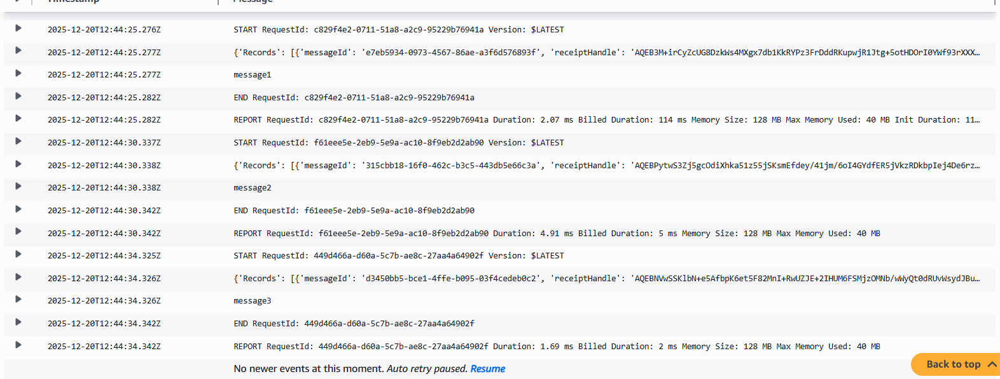 Timestamp Message
2025-12-20T12:44:25.276Z START RequestId: c829f4e2-0711-51a8-a2c9-95229b76941a Version: $LATEST
2025-12-20T12:44:25.277Z {'Records': [{'messageId': 'e7eb5934-0973-4567-86ae-a3f6d576893f', 'receiptHandle': 'AQEB3M+irCyZcUG8DzkWs4MXgx7db1KkRYPz3FrDddRKupwjR1Jtg+5otHDOrI0YWf93rXXX…
2025-12-20T12:44:25.277Z message1
2025-12-20T12:44:25.282Z END RequestId: c829f4e2-0711-51a8-a2c9-95229b76941a
2025-12-20T12:44:25.282Z REPORT RequestId: c829f4e2-0711-51a8-a2c9-95229b76941a Duration: 2.07 ms Billed Duration: 114 ms Memory Size: 128 MB Max Memory Used: 40 MB Init Duration: 11…
2025-12-20T12:44:30.337Z START RequestId: f61eee5e-2eb9-5e9a-ac10-8f9eb2d2ab90 Version: $LATEST
2025-12-20T12:44:30.338Z {'Records': [{'messageId': '315cbb18-16f0-462c-b3c5-443db5e66c3a', 'receiptHandle': 'AQEBPytwS3Zj5gcOdiXhka51z55jSKsmEfdey/41jm/6oI4GYdfER5jVkzRDkbpIej4De6rz…
2025-12-20T12:44:30.338Z message2
2025-12-20T12:44:30.342Z END RequestId: f61eee5e-2eb9-5e9a-ac10-8f9eb2d2ab90
2025-12-20T12:44:30.342Z REPORT RequestId: f61eee5e-2eb9-5e9a-ac10-8f9eb2d2ab90 Duration: 4.91 ms Billed Duration: 5 ms Memory Size: 128 MB Max Memory Used: 40 MB
2025-12-20T12:44:34.325Z START RequestId: 449d466a-d60a-5c7b-ae8c-27aa4a64902f Version: $LATEST
2025-12-20T12:44:34.326Z {'Records': [{'messageId': 'd3450bb5-bce1-4ffe-b095-03f4cedeb0c2', 'receiptHandle': 'AQEBNVwSSKlbN+e5AfbpK6et5F82MnI+RwUZJE+2IHUM6FSMjzOMNb/wWyQt0dRUvWsydJBu…
2025-12-20T12:44:34.326Z message3
2025-12-20T12:44:34.342Z END RequestId: 449d466a-d60a-5c7b-ae8c-27aa4a64902f
2025-12-20T12:44:34.342Z REPORT RequestId: 449d466a-d60a-5c7b-ae8c-27aa4a64902f Duration: 1.69 ms Billed Duration: 2 ms Memory Size: 128 MB Max Memory Used: 40 MB
No newer events at this moment. Auto retry paused. Resume
Back to top